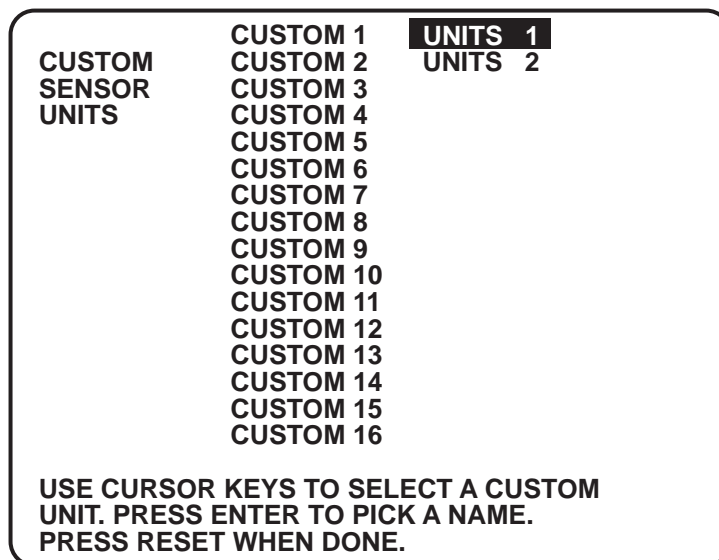 CUSTOM 1 UNITS 1
CUSTOM CUSTOM 2 UNITS 2
SENSOR CUSTOM 3
UNITS CUSTOM 4
CUSTOM 5
CUSTOM 6
CUSTOM 7
CUSTOM 8
CUSTOM 9
CUSTOM 10
CUSTOM 11
CUSTOM 12
CUSTOM 13
CUSTOM 14
CUSTOM 15
CUSTOM 16
USE CURSOR KEYS TO SELECT A CUSTOM
UNIT. PRESS ENTER TO PICK A NAME.
PRESS RESET WHEN DONE.